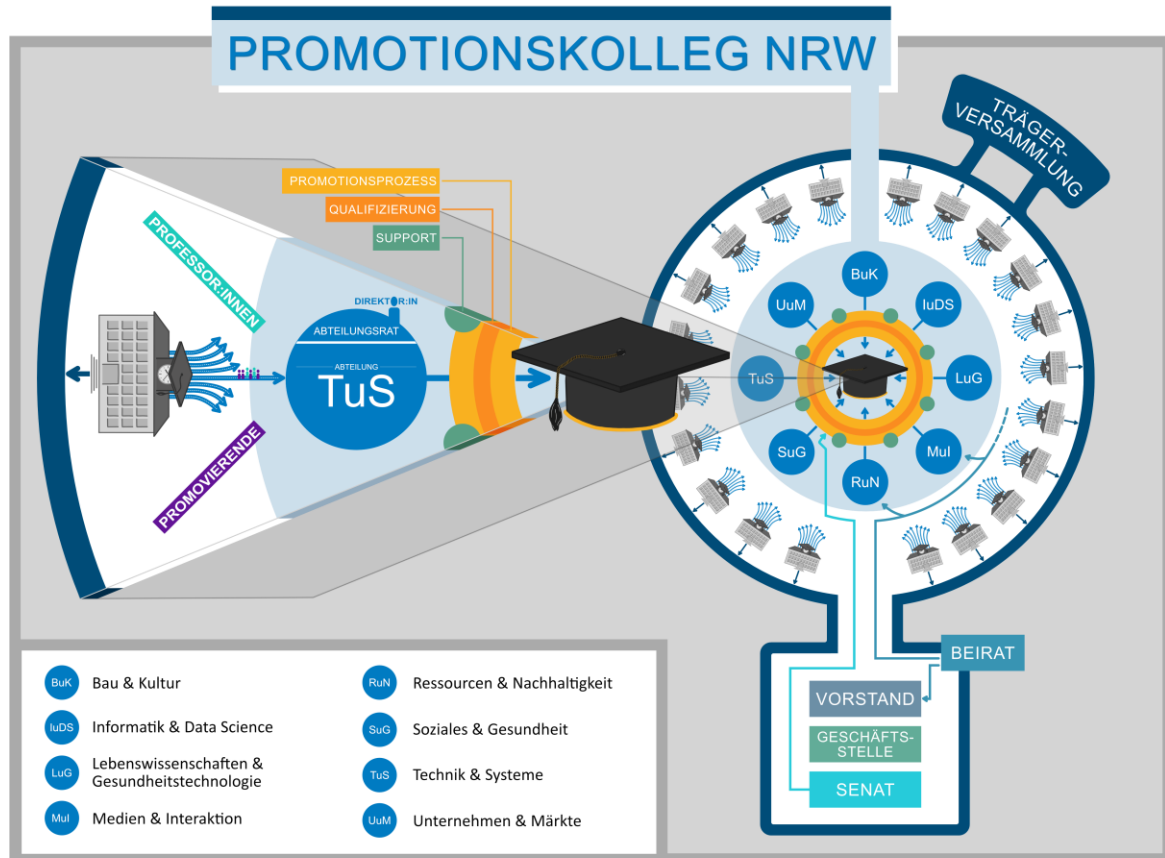 PROMOTIONSKOLLEG NRW
TRÄGER-
VERSAMMLUNG
PROMOTIONSPROZESS
QUALIFIZIERUNG
SUPPORT
PROFESSOR:INNEN
PROMOVIERENDE
DIREKTOR:IN
ABTEILUNGSRAT
ABTEILUNG
TuS
BuK
IuDS
LuG
MuI
RuN
SuG
TuS
UuM
BEIRAT
VORSTAND
GESCHÄFTS-
STELLE
SENAT
BuK Bau & Kultur
IuDS Informatik & Data Science
LuG Lebenswissenschaften &
Gesundheitstechnologie
MuI Medien & Interaktion
RuN Ressourcen & Nachhaltigkeit
SuG Soziales & Gesundheit
TuS Technik & Systeme
UuM Unternehmen & Märkte